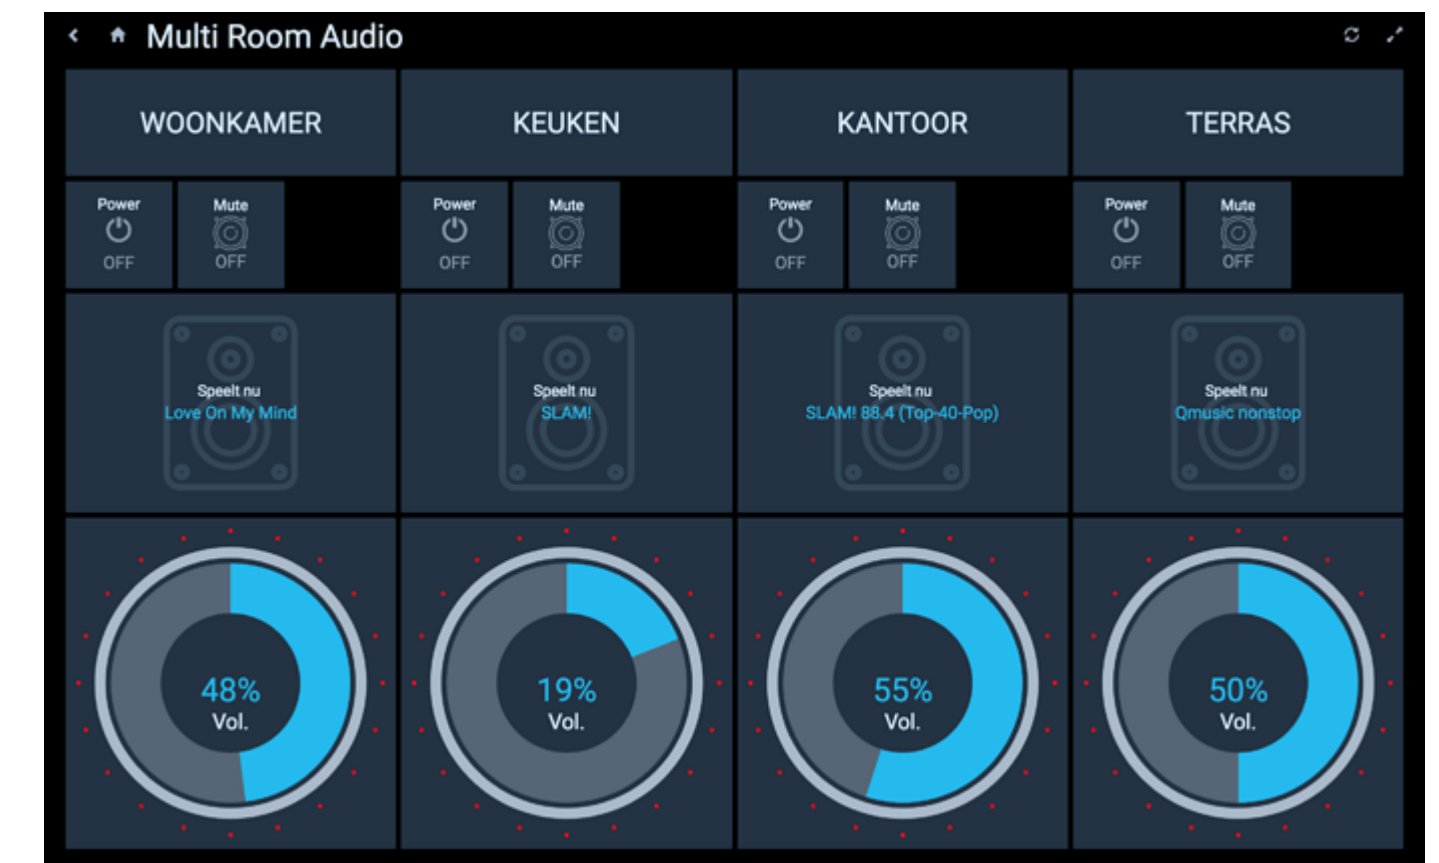 Multi Room Audio
WOONKAMER
KEUKEN
KANTOOR
TERRAS
Power
OFF
Mute
OFF
Power
OFF
Mute
OFF
Power
OFF
Mute
OFF
Power
OFF
Mute
OFF
Speelt nu
Love On My Mind
Speelt nu
SLAM!
Speelt nu
SLAM! 88.4 (Top-40-Pop)
Speelt nu
Qmusic nonstop
48%
Vol.
19%
Vol.
55%
Vol.
50%
Vol.